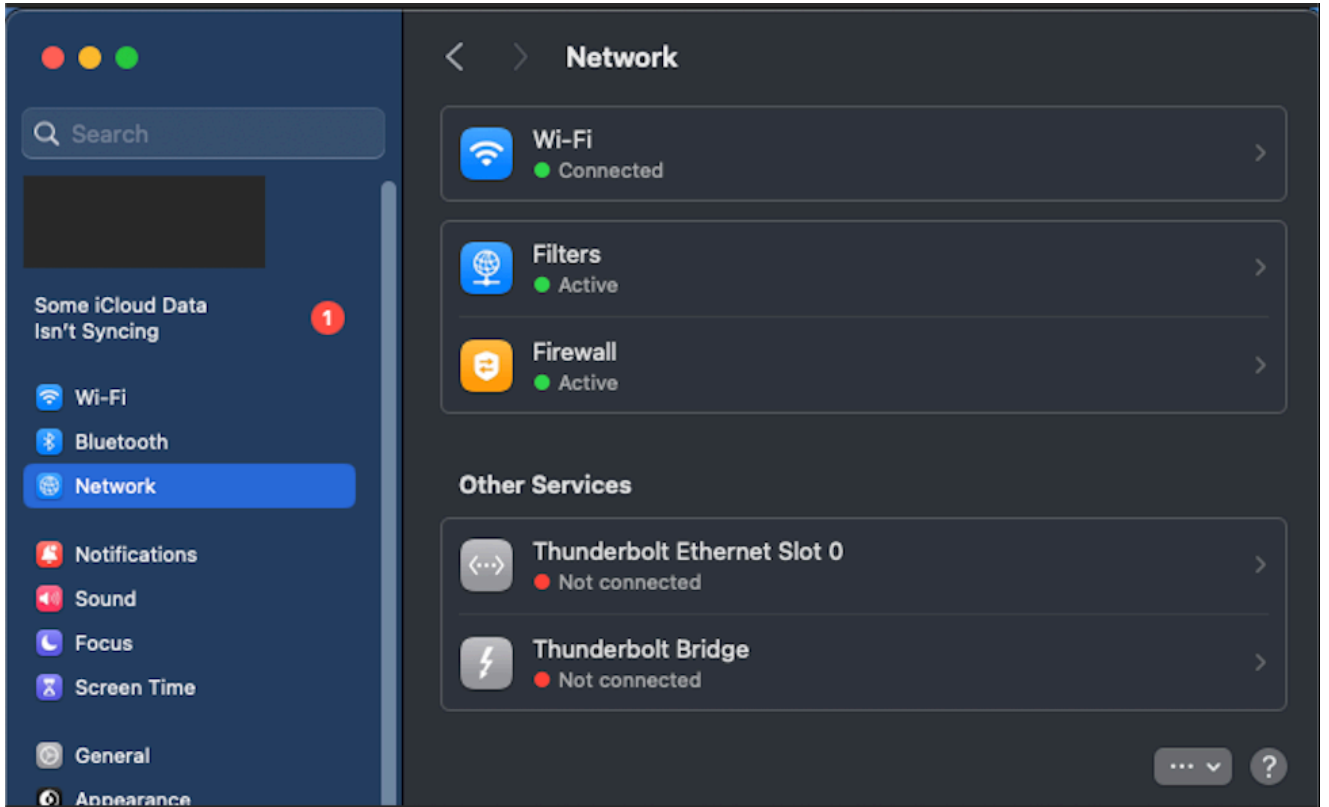 Search
Some iCloud Data
Isn't Syncing
1
Wi-Fi
Bluetooth
Network
Notifications
Sound
Focus
Screen Time
General
Appearance
Network
Wi-Fi
Connected
Filters
Active
Firewall
Active
Other Services
Thunderbolt Ethernet Slot 0
Not connected
Thunderbolt Bridge
Not connected
?